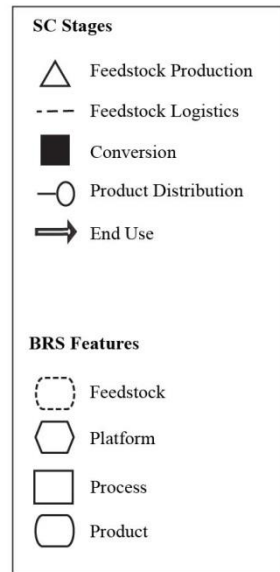 SC Stages
Feedstock Production
Feedstock Logistics
Conversion
Product Distribution
End Use
BRS Features
Feedstock
Platform
Process
Product